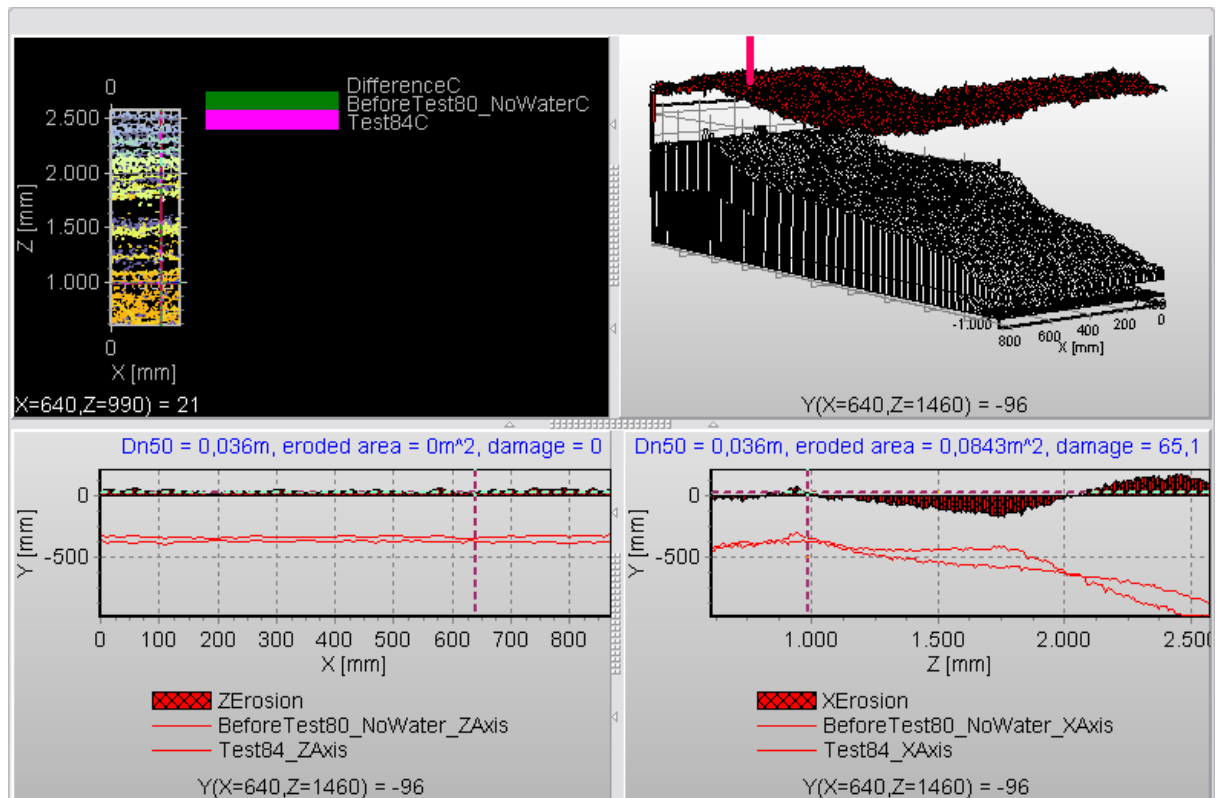 DifferenceC
BeforeTest80_NoWaterC
Test84C
0
2.500
2.000
1.500
1.000
Z [mm]
0
X [mm]
X=640,Z=990) = 21
-1.000
800
600
400
200
0
X [mm]
Y(X=640,Z=1460) = -96
Dn50 = 0,036m, eroded area = 0m^2, damage = 0
0
-500
Y [mm]
0
100
200
300
400
500
600
700
800
X [mm]
ZErosion
BeforeTest80_NoWater_ZAxis
Test84_ZAxis
Y(X=640,Z=1460) = -96
Dn50 = 0,036m, eroded area = 0,0843m^2, damage = 65,1
0
-500
Y [mm]
1.000
1.500
2.000
2.500
Z [mm]
XErosion
BeforeTest80_NoWater_XAxis
Test84_XAxis
Y(X=640,Z=1460) = -96